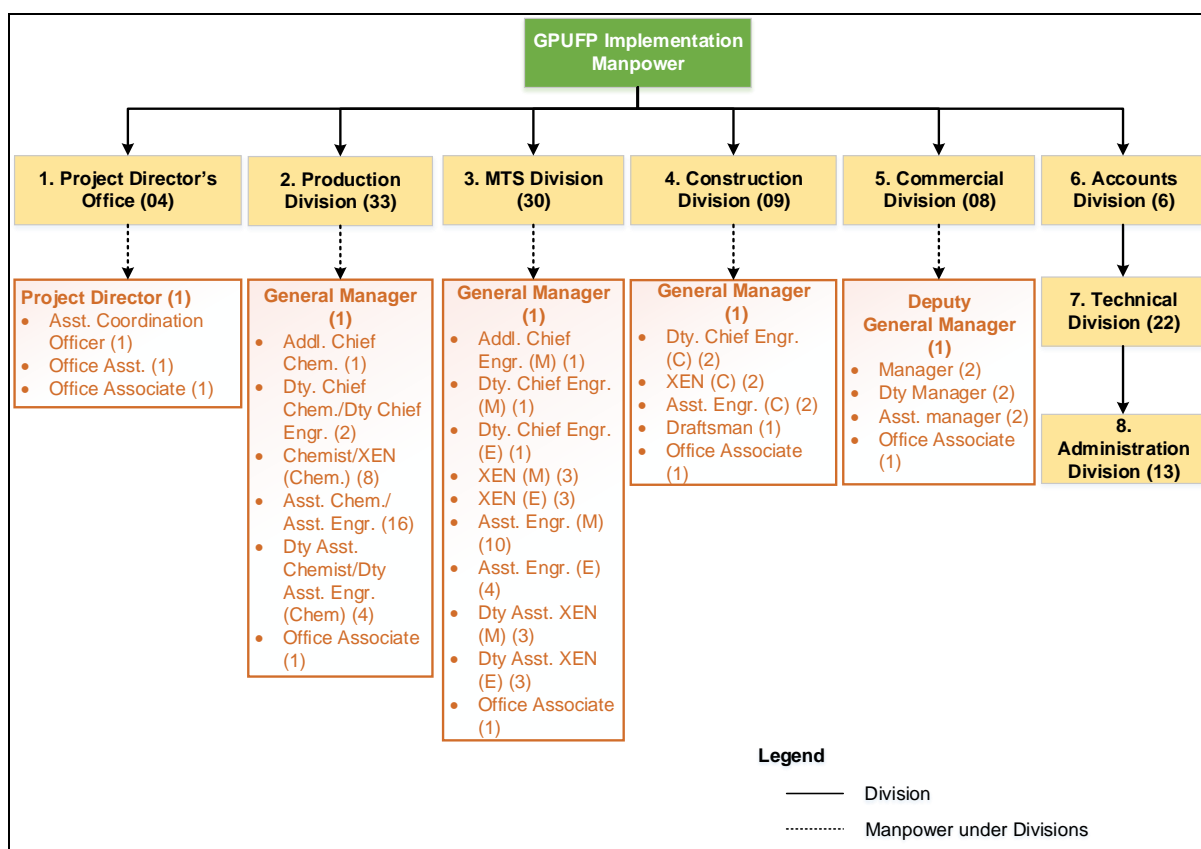 GPUFP Implementation
Manpower
1. Project Director's
Office (04)
2. Production
Division (33)
3. MTS Division
(30)
4. Construction
Division (09)
5. Commercial
Division (08)
6. Accounts
Division (6)
Project Director (1)
• Asst. Coordination
Officer (1)
• Office Asst. (1)
• Office Associate (1)
General Manager
(1)
• Addl. Chief
Chem. (1)
• Dty. Chief
Chem./Dty Chief
Engr. (2)
• Chemist/XEN
(Chem.) (8)
• Asst. Chem./
Asst. Engr. (16)
• Dty Asst.
Chemist/Dty
Asst. Engr.
(Chem) (4)
• Office Associate
(1)
General Manager
(1)
• Addl. Chief
Engr. (M) (1)
• Dty. Chief Engr.
(M) (1)
• Dty. Chief Engr.
(E) (1)
• XEN (M) (3)
• XEN (E) (3)
• Asst. Engr. (M)
(10)
• Asst. Engr. (E)
(4)
• Dty Asst. XEN
(M) (3)
• Dty Asst. XEN
(E) (3)
• Office Associate
(1)
General Manager
(1)
• Dty. Chief Engr.
(C) (2)
• XEN (C) (2)
• Asst. Engr. (C) (2)
• Draftsman (1)
• Office Associate
(1)
Deputy
General Manager
(1)
• Manager (2)
• Dty Manager (2)
• Asst. manager (2)
• Office Associate
(1)
7. Technical
Division (22)
8.
Administration
Division (13)
Legend
Division
Manpower under Divisions